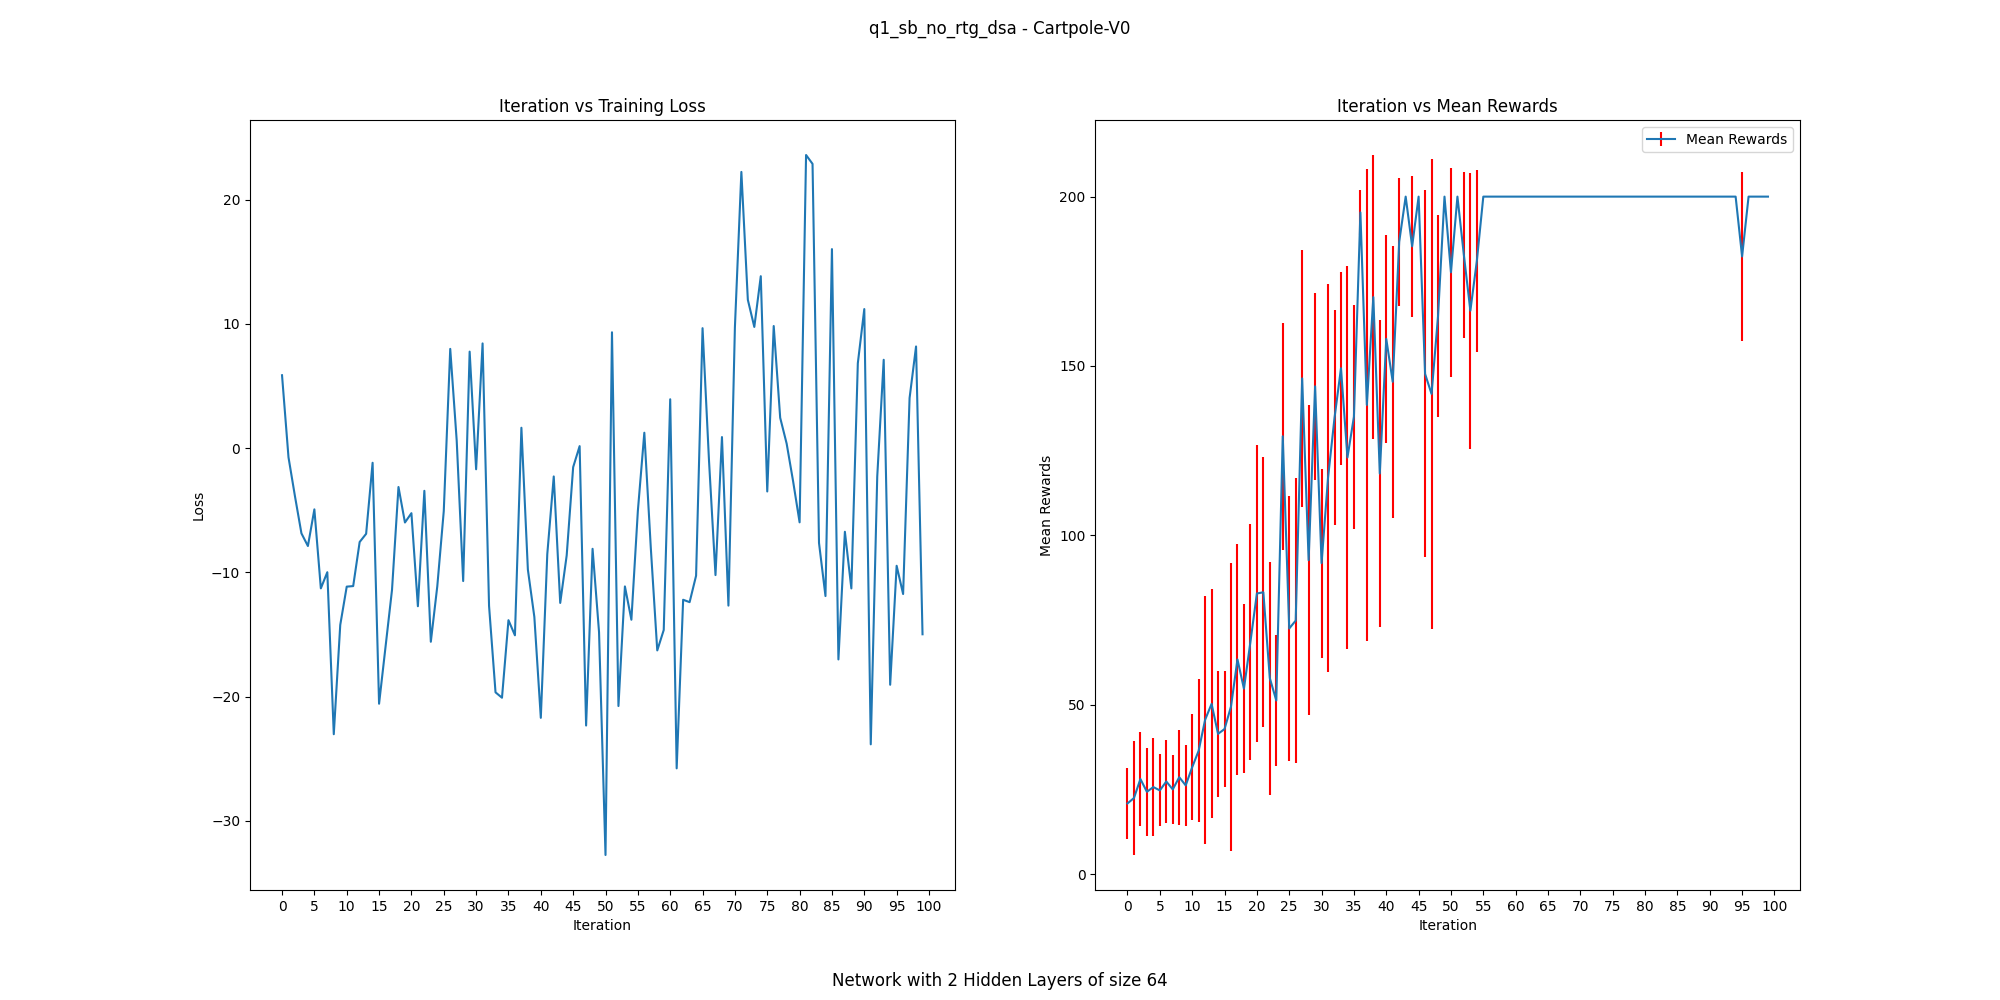 q1_sb_no_rtg_dsa - Cartpole-V0
Iteration vs Training Loss
20
10
0
−10
−20
−30
Loss
0 5 10 15 20 25 30 35 40 45 50 55 60 65 70 75 80 85 90 95 100
Iteration
Iteration vs Mean Rewards
Mean Rewards
200
150
100
50
0
Mean Rewards
0 5 10 15 20 25 30 35 40 45 50 55 60 65 70 75 80 85 90 95 100
Iteration
Network with 2 Hidden Layers of size 64